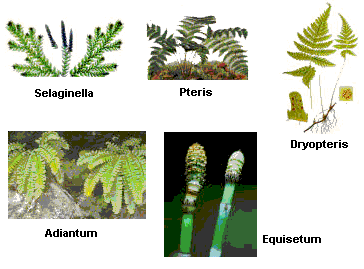 Selaginella
Pteris
Dryopteris
Adiantum
Equisetum